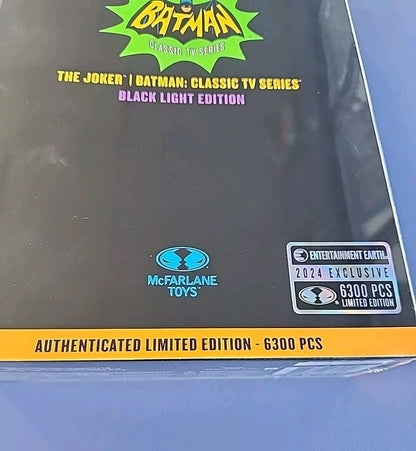 BATMAN
CLASSIC TV SERIES
THE JOKER | BATMAN: CLASSIC TV SERIES
BLACK LIGHT EDITION
McFARLANE
TOYS
ENTERTAINMENT EARTH
2024 EXCLUSIVE
6300 PCS
LIMITED EDITION
AUTHENTICATED LIMITED EDITION - 6300 PCS